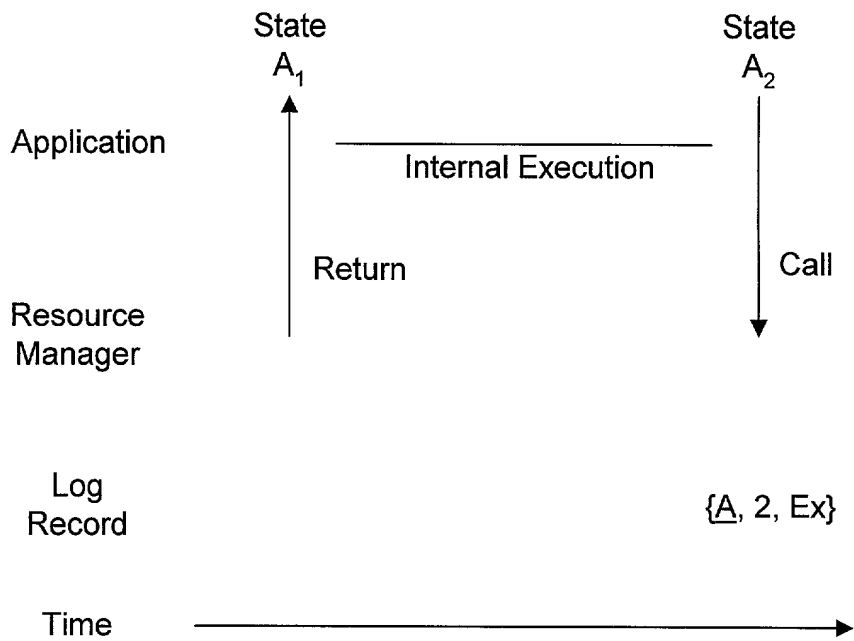 State
A₁
State
A₂
Application
Internal Execution
Return
Call
Resource
Manager
Log
Record
{A, 2, Ex}
Time